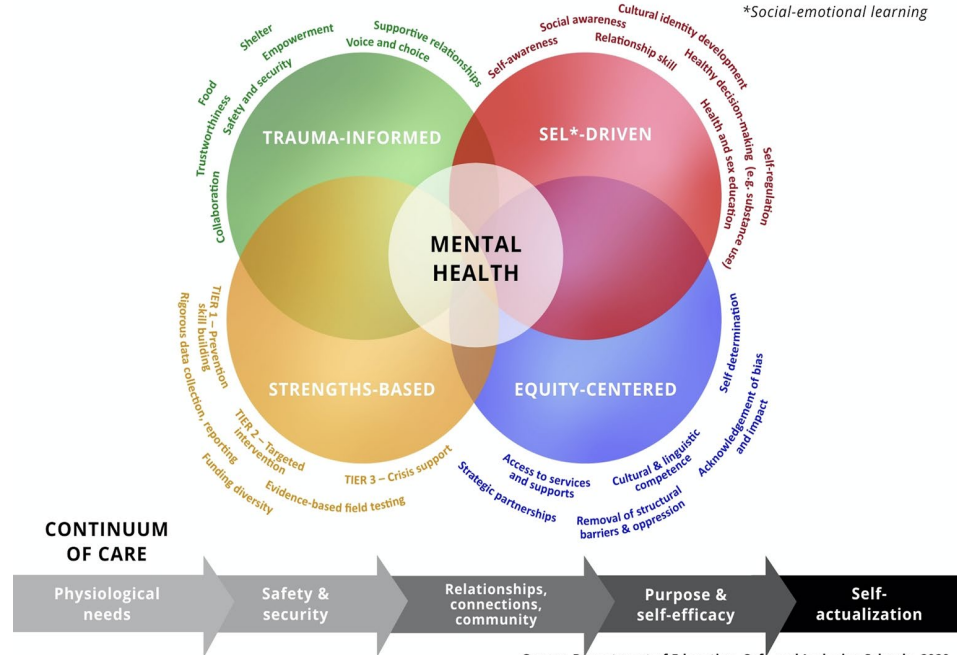 *Social-emotional learning
Shelter
Empowerment
Supportive relationships
Voice and choice
Food
Safety and security
Trustworthiness
Collaboration
TRAUMA-INFORMED
Social awareness
Cultural identity development
Self-awareness
Relationship skill
Healthy decision-making (e.g. substance use)
Health and sex education
Self-regulation
SEL*-DRIVEN
MENTAL
HEALTH
TIER 1 – Prevention
skill building
Rigorous data collection, reporting
TIER 2 – Targeted
intervention
TIER 3 – Crisis support
Funding diversity
Evidence-based field testing
STRENGTHS-BASED
EQUITY-CENTERED
Self determination
Acknowledgement of bias
and impact
Cultural & linguistic
competence
Access to services
and supports
Strategic partnerships
Removal of structural
barriers & oppression
CONTINUUM
OF CARE
Physiological
needs
Safety &
security
Relationships,
connections,
community
Purpose &
self-efficacy
Self-
actualization